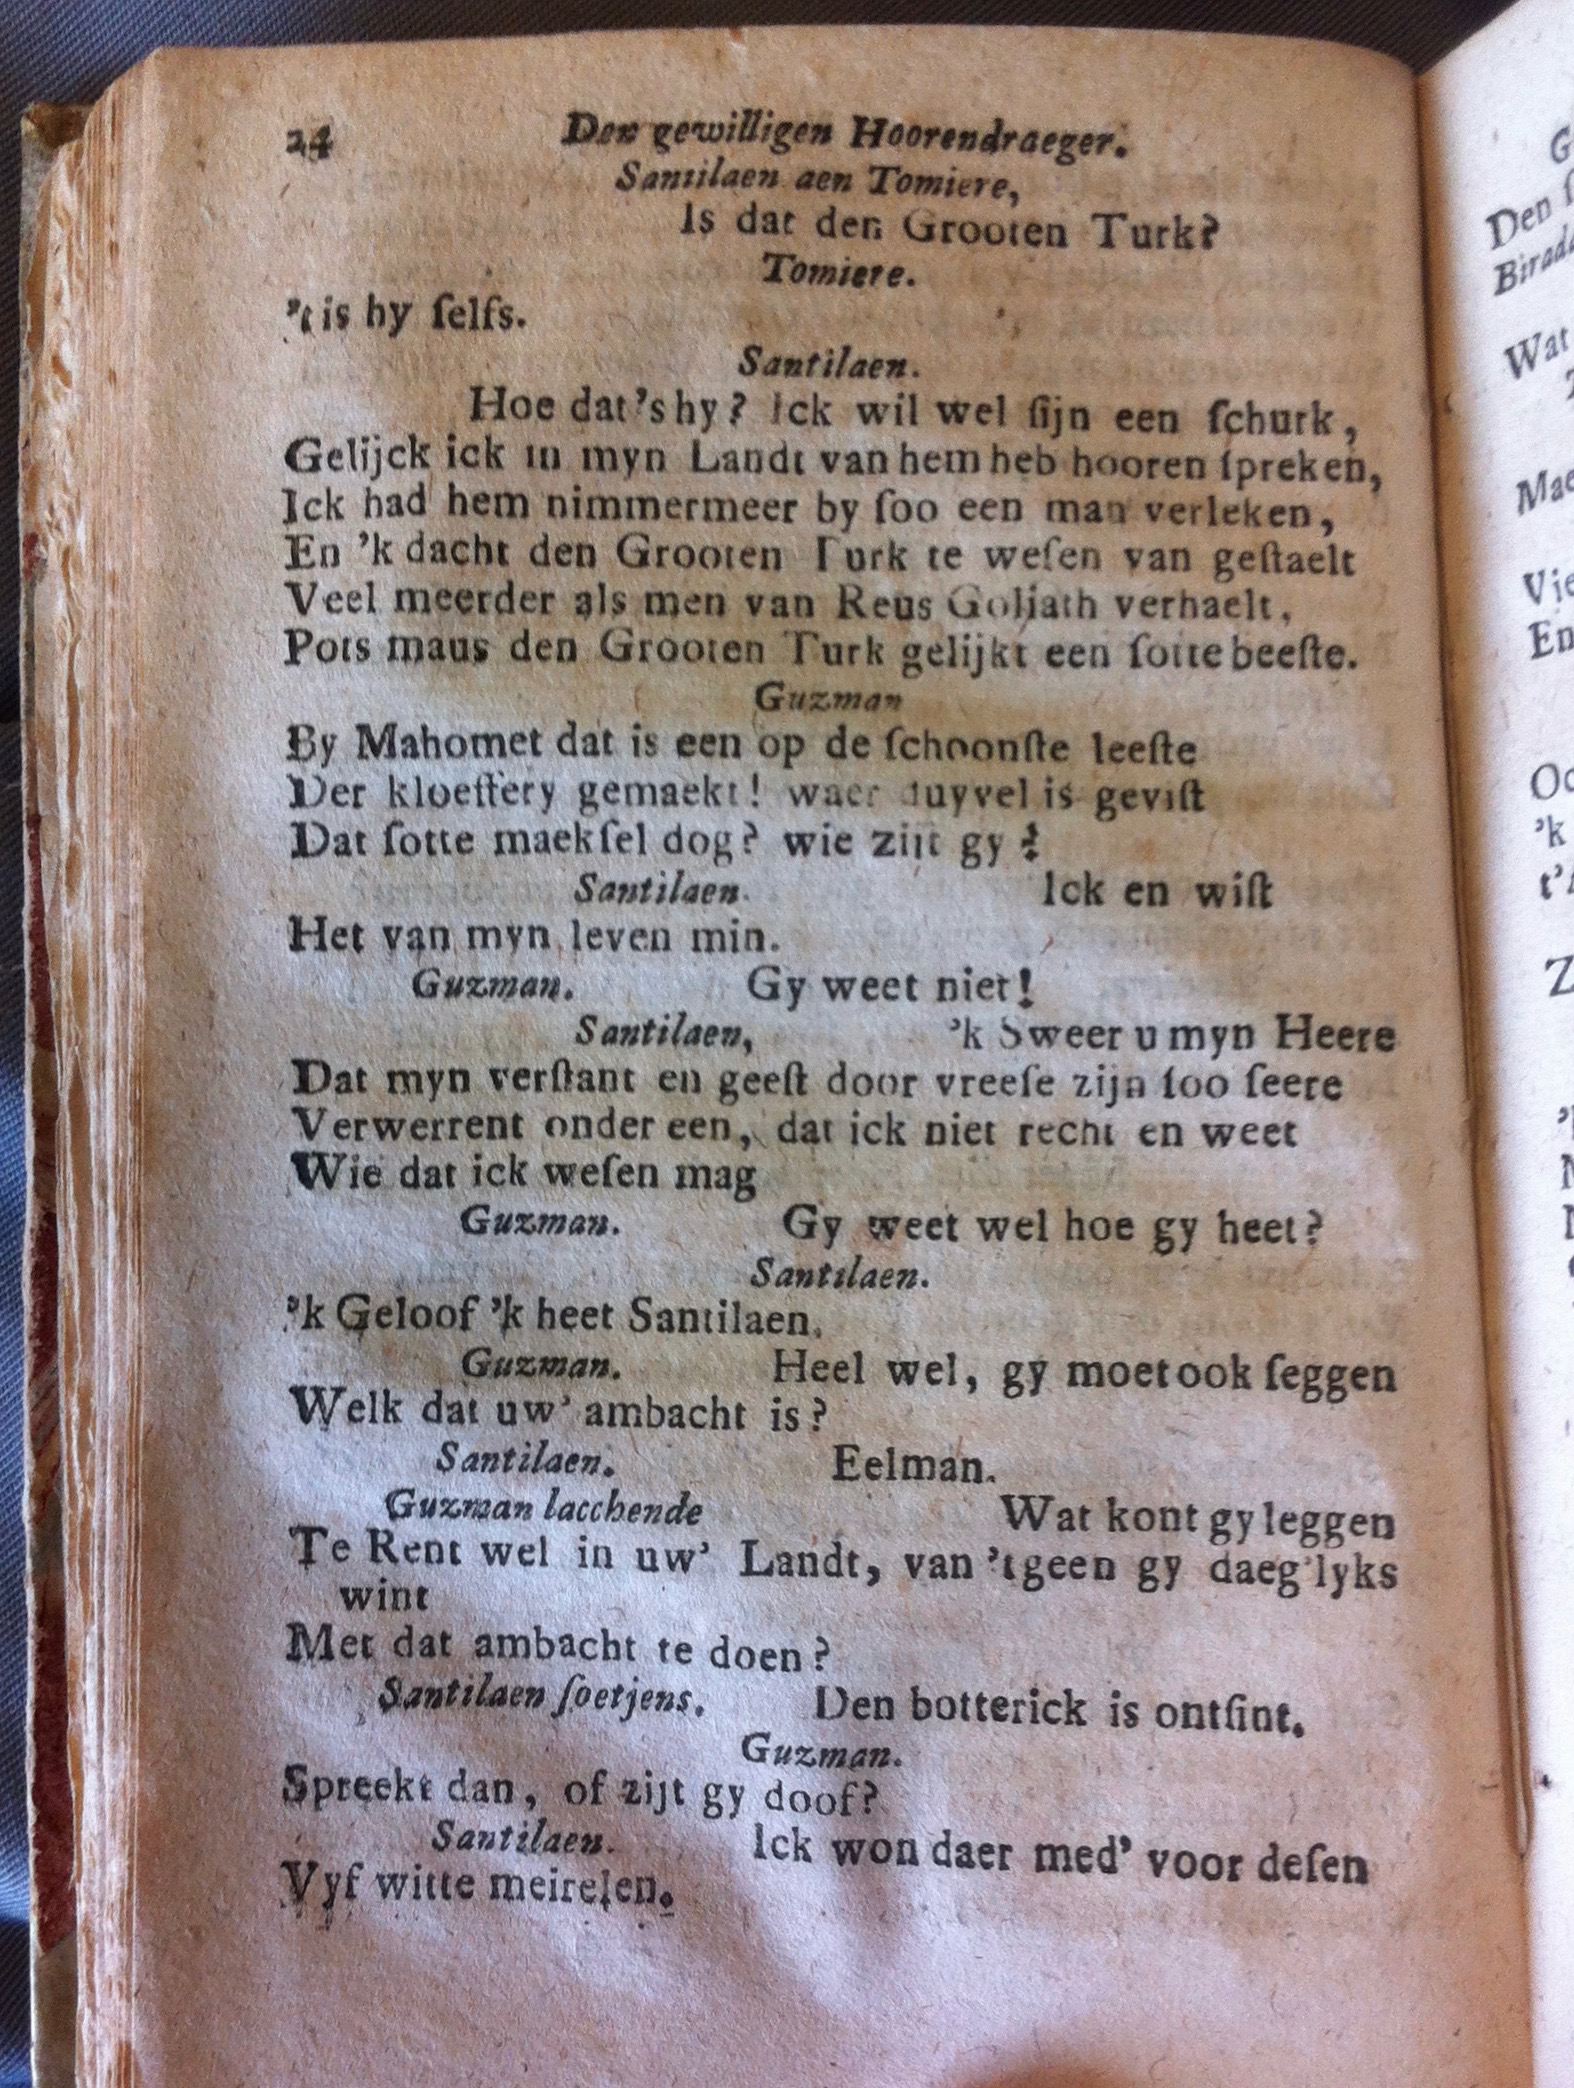 24 Den gewilligen Hoorendraeger.
Santilaen aen Tomiere,
Is dat den Grooten Turk?
Tomiere.
't is hy ſelfs.
Santilaen.
Hoe dat 's hy? Ick wil wel ſijn een ſchurk,
Gelijck ick in myn Landt van hem heb hooren ſpreken,
Ick had hem nimmermeer by ſoo een man verleken,
En 'k dacht den Grooten Turk te weſen van geſtaelt
Veel meerder als men van Reus Goliath verhaelt,
Pots maus den Grooten Turk gelijkt een ſotte beeſte.
Guzman
By Mahomet dat is een op de ſchoonſte leeſte
Der kloeffery gemaekt! waer duyvel is geviſt
Dat ſotte maekſel dog? wie zijt gy?
Santilaen. Ick en wiſt
Het van myn leven min.
Guzman. Gy weet niet!
Santilaen, 'k Sweer u myn Heere
Dat myn verſtant en geeſt door vreeſe zijn ſoo ſeere
Verwerrent onder een, dat ick niet recht en weet
Wie dat ick weſen mag
Guzman. Gy weet wel hoe gy heet?
Santilaen.
'k Geloof 'k heet Santilaen.
Guzman. Heel wel, gy moet ook ſeggen
Welk dat uw' ambacht is?
Santilaen. Eelman.
Guzman lacchende Wat kont gy leggen
Te Rent wel in uw' Landt, van 't geen gy daeg'lyks
wint
Met dat ambacht te doen?
Santilaen ſoetjens. Den botterick is ontſint.
Guzman.
Spreekt dan, of zijt gy doof?
Santilaen. Ick won daer med' voor deſen
Vyf witte meirelen.
G
Den
Birad
Wat
Mae
Vie
En
Oc
'k
Z